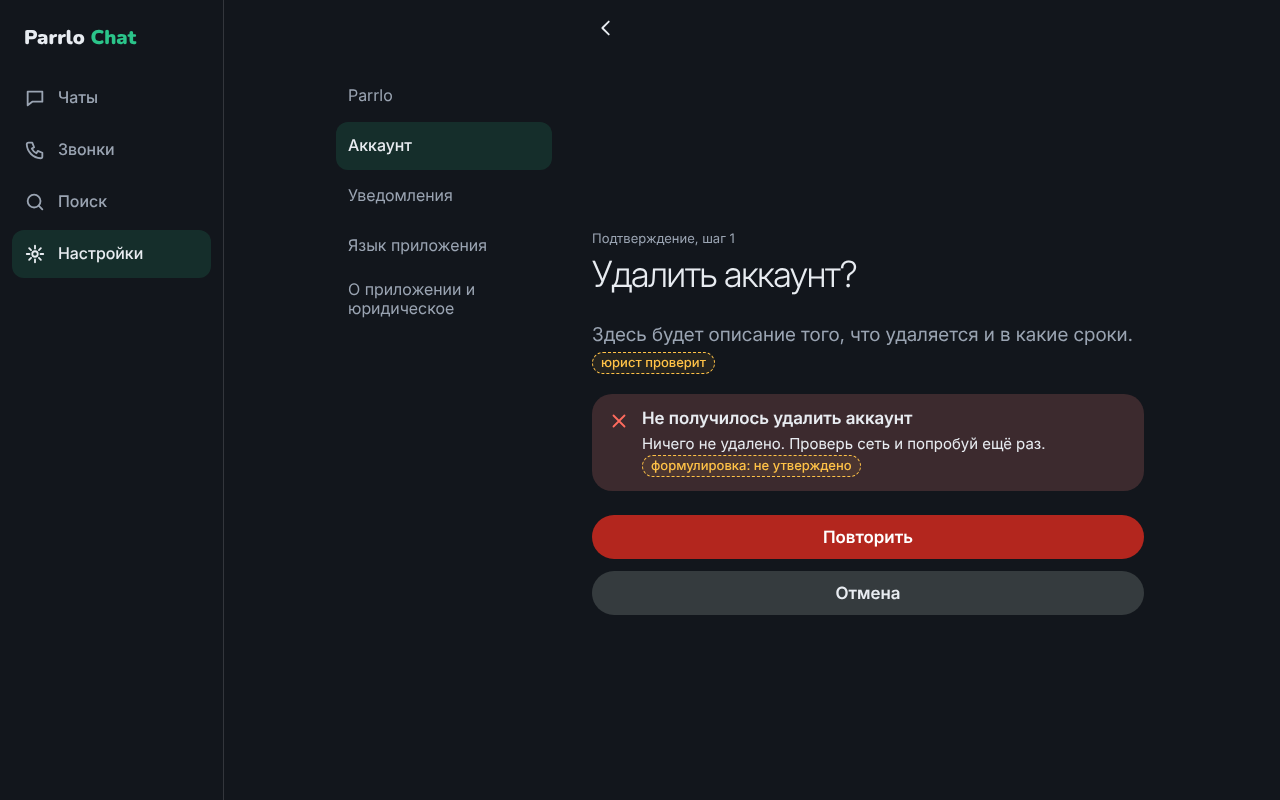 Parrlo Chat
Чаты
Звонки
Поиск
Настройки
Parrlo
Аккаунт
Уведомления
Язык приложения
О приложении и
юридическое
Подтверждение, шаг 1
Удалить аккаунт?
Здесь будет описание того, что удаляется и в какие сроки.
юрист проверит
Не получилось удалить аккаунт
Ничего не удалено. Проверь сеть и попробуй ещё раз.
формулировка: не утверждено
Повторить
Отмена